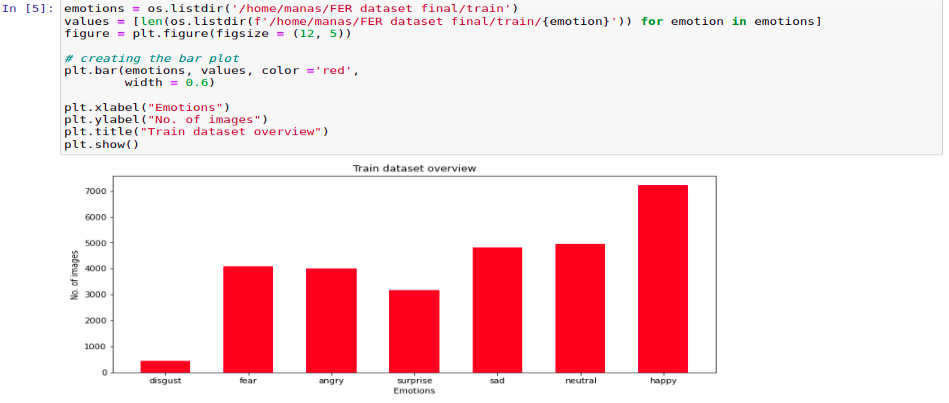 In [5]: emotions = os.listdir('/home/manas/FER dataset final/train')
values = [len(os.listdir(f'/home/manas/FER dataset final/train/{emotion}')) for emotion in emotions]
figure = plt.figure(figsize = (12, 5))
# creating the bar plot
plt.bar(emotions, values, color ='red',
width = 0.6)
plt.xlabel("Emotions")
plt.ylabel("No. of images")
plt.title("Train dataset overview")
plt.show()
Train dataset overview
7000
6000
5000
4000
3000
2000
1000
0
No. of images
disgust fear angry surprise sad neutral happy
Emotions